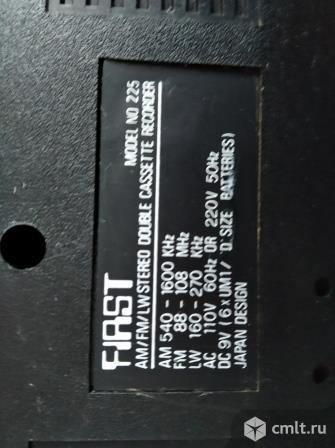 FIRST MODEL NO 225
AM/FM/LW STEREO DOUBLE CASSETTE RECORDER
AM 540 - 1600 KHz
FM 88 - 108 MHz
LW 160 - 270 KHz
AC 110V 60Hz OR 220V 50Hz
DC 9V (6 x UM1/ D. SIZE BATTERIES)
JAPAN DESIGN
cmlt.ru